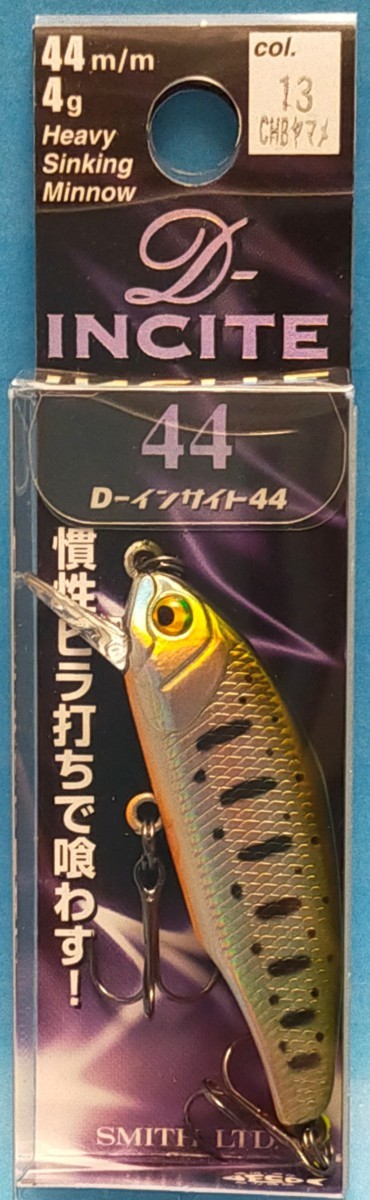 44 m/m
4g
Heavy
Sinking
Minnow
col.
13
CHBヤマメ
D-
INCITE
44
D-インサイト44
慣性ヒラ打ちで喰わす!
SMITH LTD.